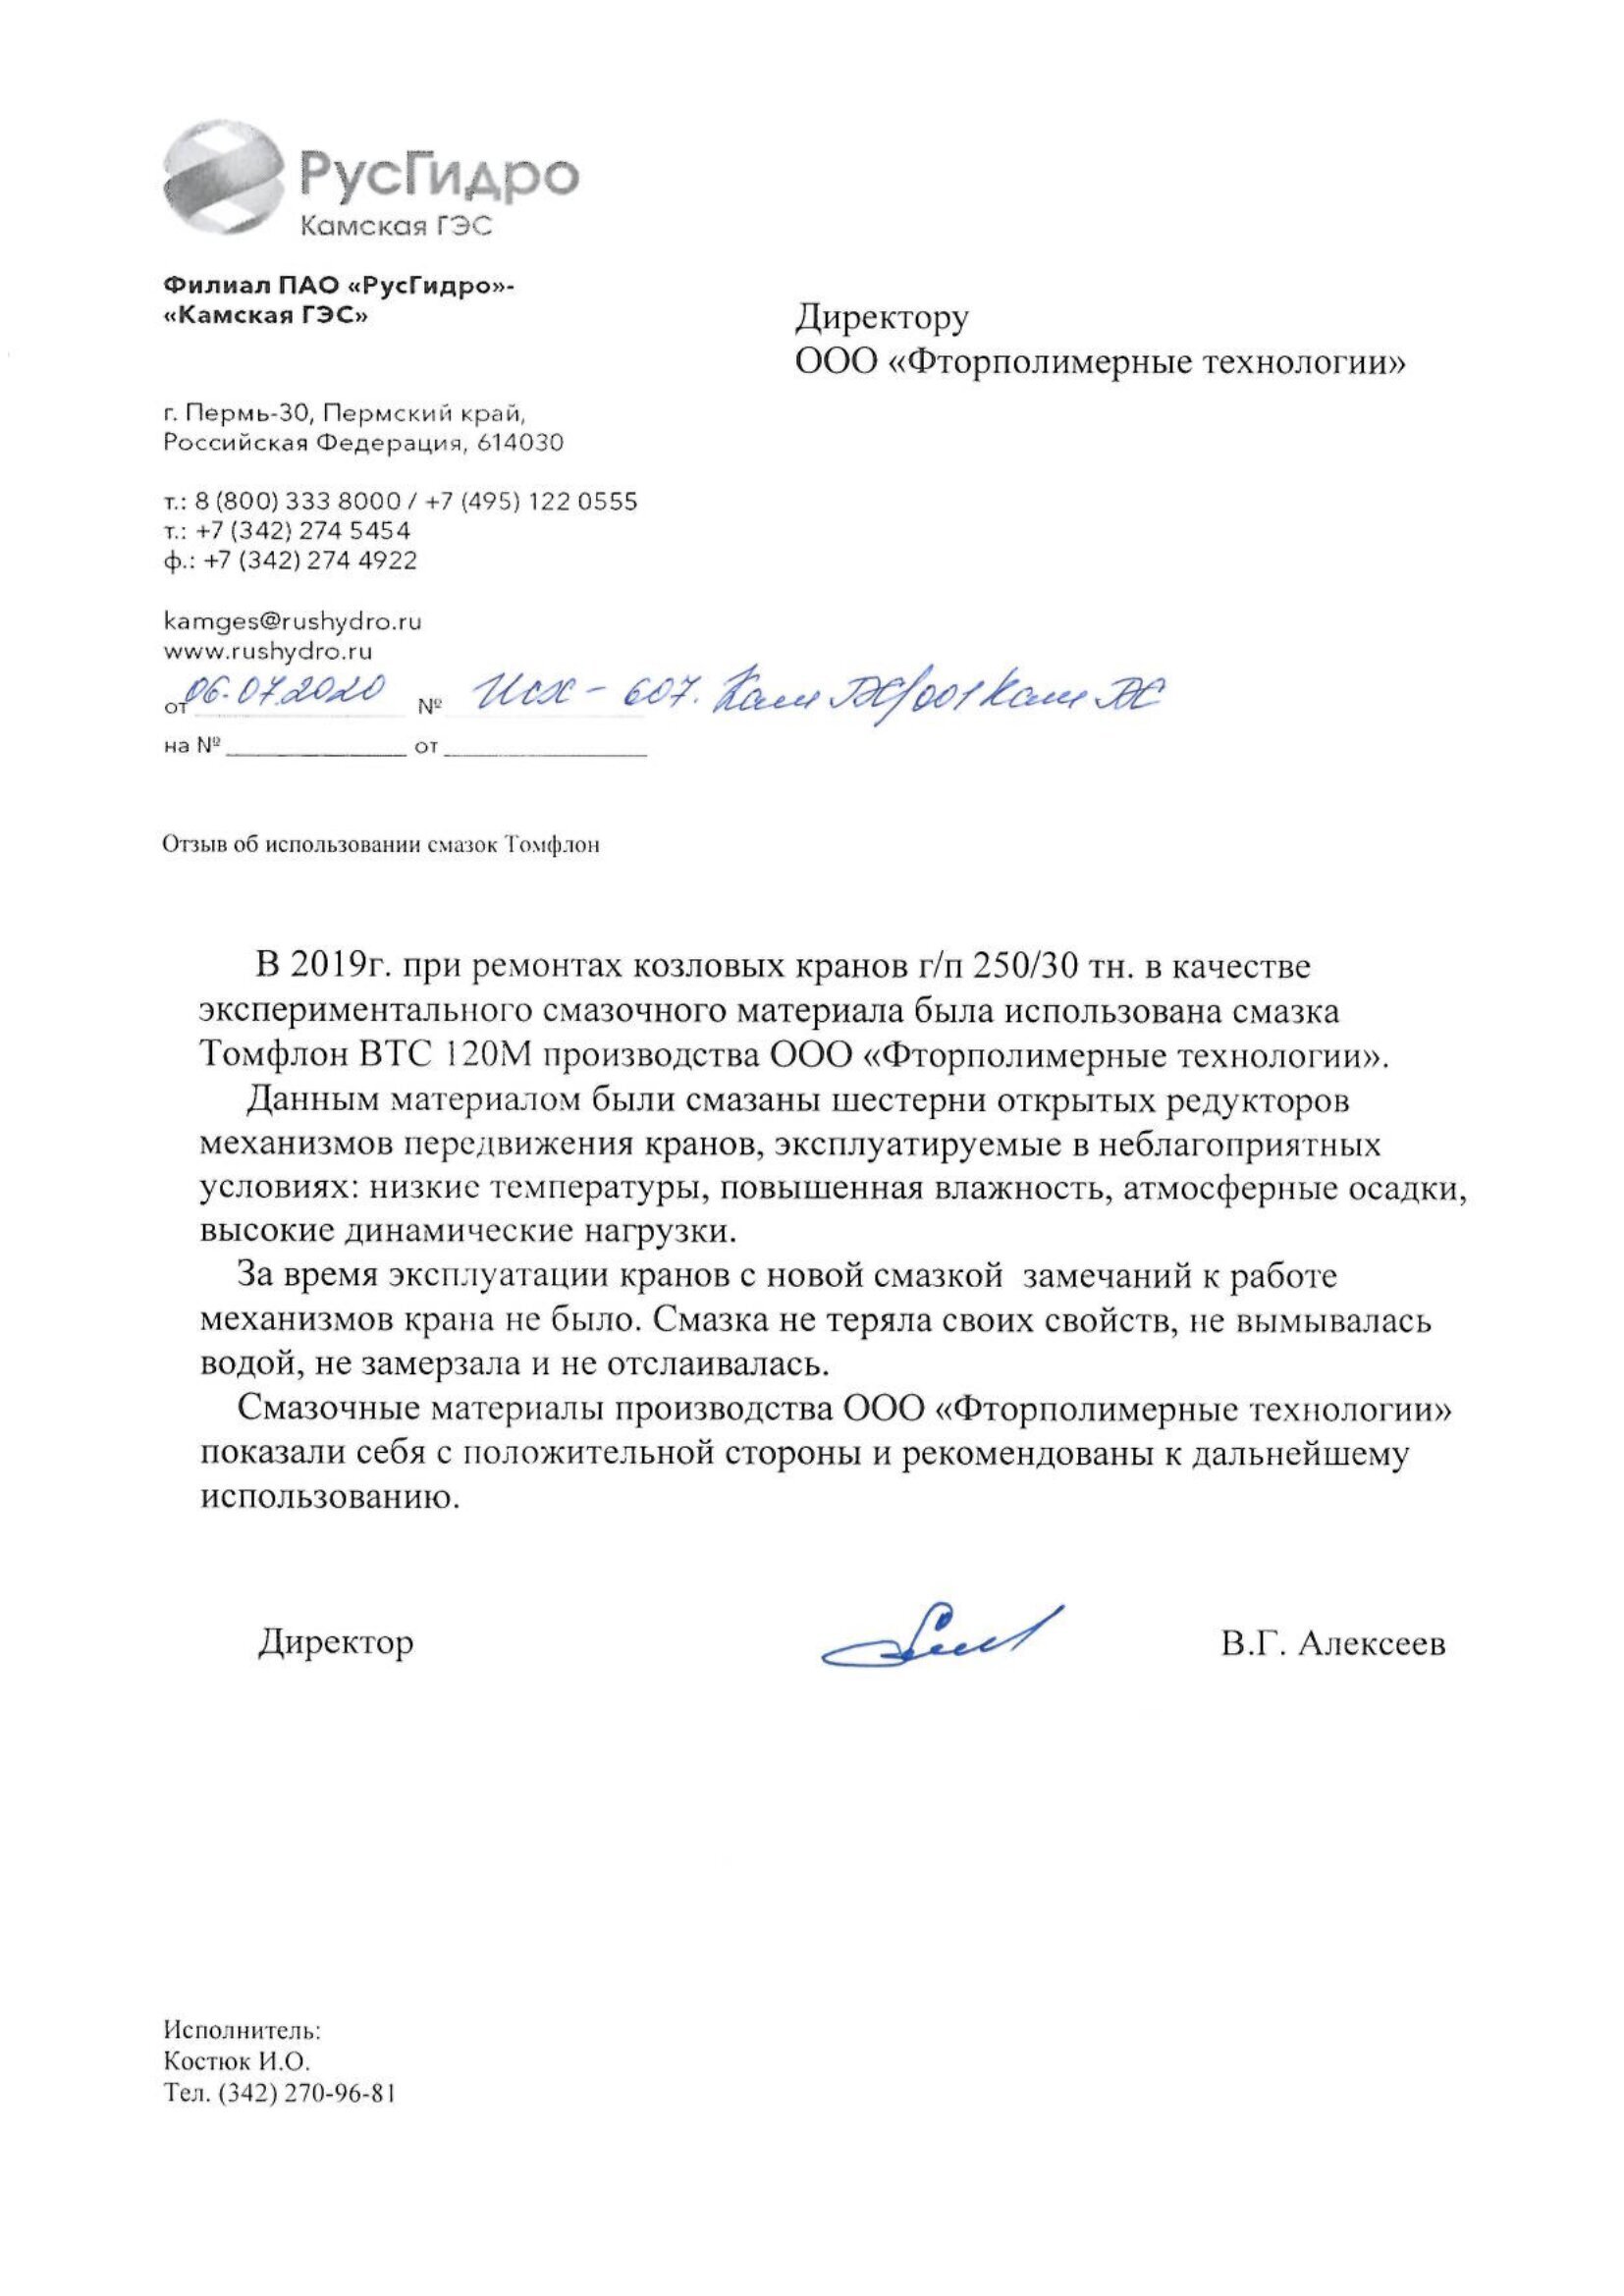 РусГидро
Камская ГЭС
Филиал ПАО «РусГидро»-
«Камская ГЭС»
Директору
ООО «Фторполимерные технологии»
г. Пермь-30, Пермский край,
Российская Федерация, 614030
т.: 8 (800) 333 8000 / +7 (495) 122 0555
т.: +7 (342) 274 5454
ф.: +7 (342) 274 4922
kamges@rushydro.ru
www.rushydro.ru
от 06.07.2020 № Исх - 607.
на № от
Отзыв об использовании смазок Томфлон
В 2019г. при ремонтах козловых кранов г/п 250/30 тн. в качестве
экспериментального смазочного материала была использована смазка
Томфлон ВТС 120М производства ООО «Фторполимерные технологии».
Данным материалом были смазаны шестерни открытых редукторов
механизмов передвижения кранов, эксплуатируемые в неблагоприятных
условиях: низкие температуры, повышенная влажность, атмосферные осадки,
высокие динамические нагрузки.
За время эксплуатации кранов с новой смазкой замечаний к работе
механизмов крана не было. Смазка не теряла своих свойств, не вымывалась
водой, не замерзала и не отслаивалась.
Смазочные материалы производства ООО «Фторполимерные технологии»
показали себя с положительной стороны и рекомендованы к дальнейшему
использованию.
Директор В.Г. Алексеев
Исполнитель:
Костюк И.О.
Тел. (342) 270-96-81